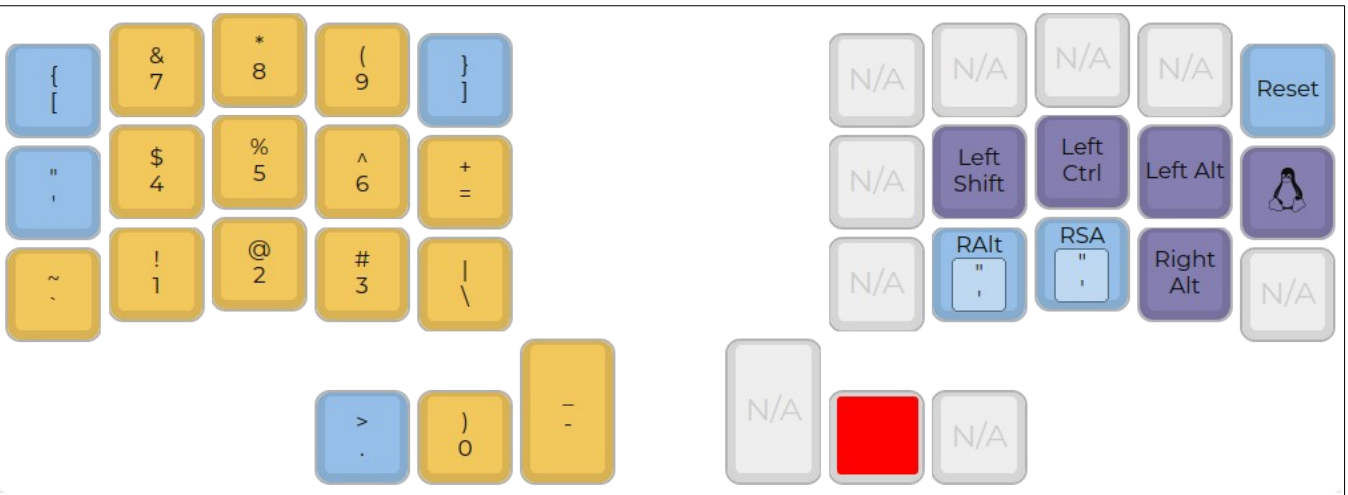 {
[
&
7
*
8
(
9
}
]
N/A
N/A
N/A
N/A
Reset
"
'
$
4
%
5
^
6
+
=
N/A
Left
Shift
Left
Ctrl
Left Alt
~
`
!
1
@
2
#
3
|
\
N/A
RAlt
"
'
RSA
"
'
Right
Alt
N/A
>
.
)
0
_
-
N/A
N/A